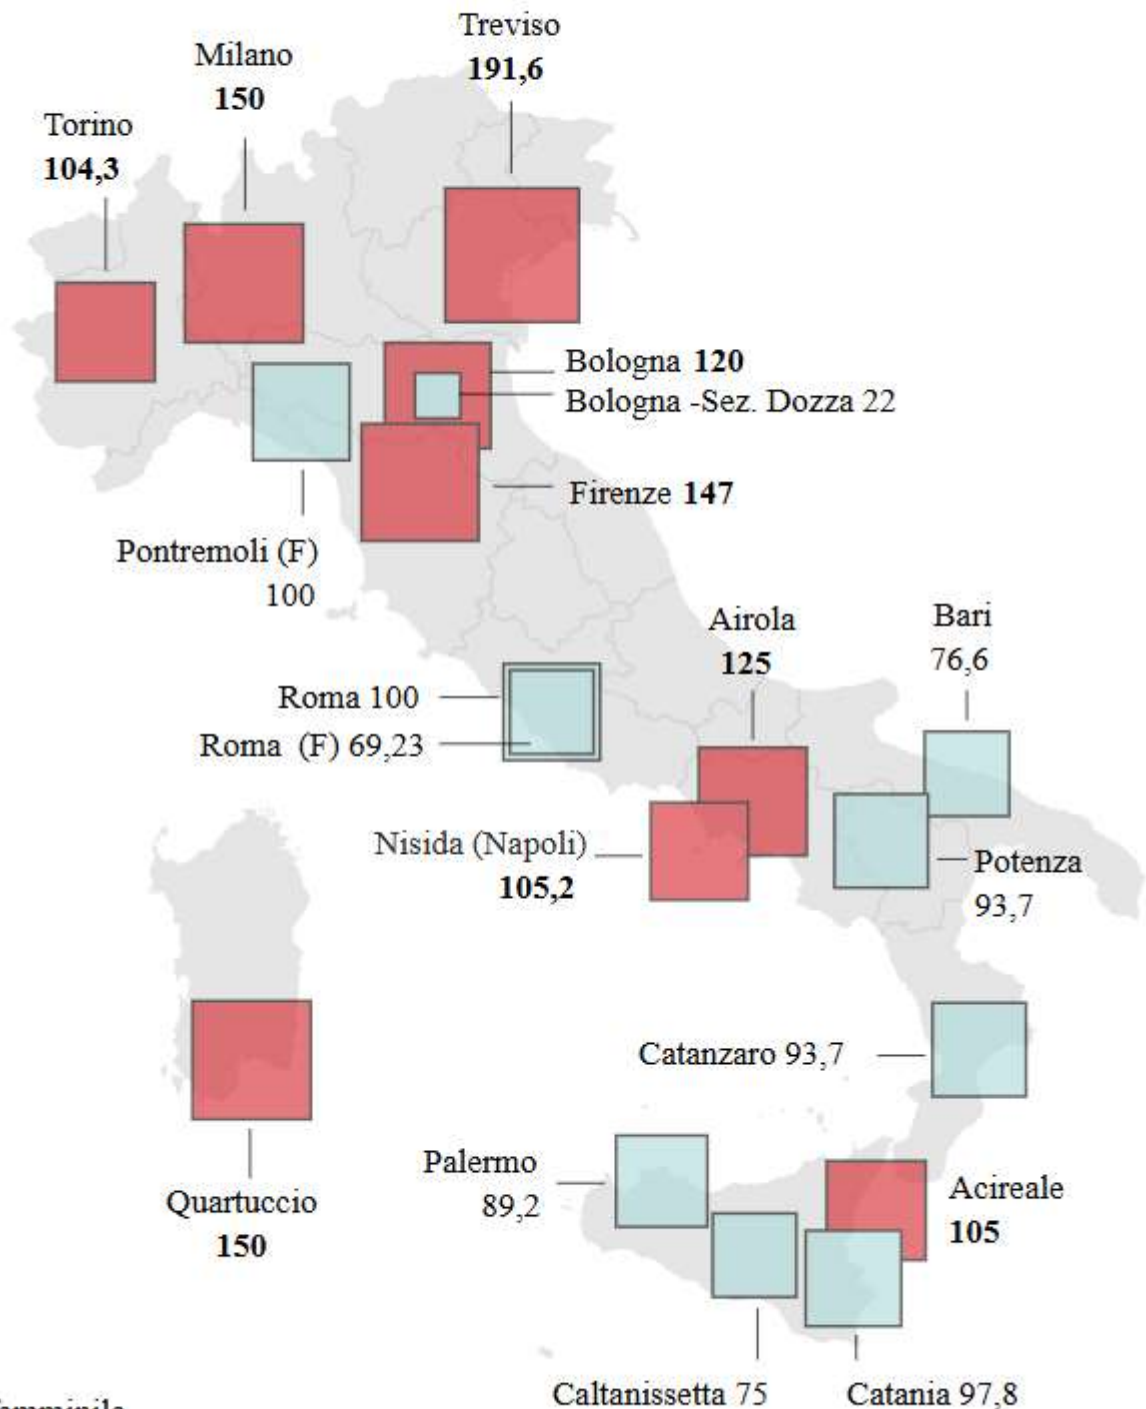 Treviso
191,6
Milano
150
Torino
104,3
Bologna 120
Bologna -Sez. Dozza 22
Firenze 147
Pontremoli (F)
100
Airola
125
Bari
76,6
Roma 100
Roma (F) 69,23
Nisida (Napoli)
105,2
Potenza
93,7
Catanzaro 93,7
Palermo
89,2
Acireale
105
Quartuccio
150
Caltanissetta 75
Catania 97,8